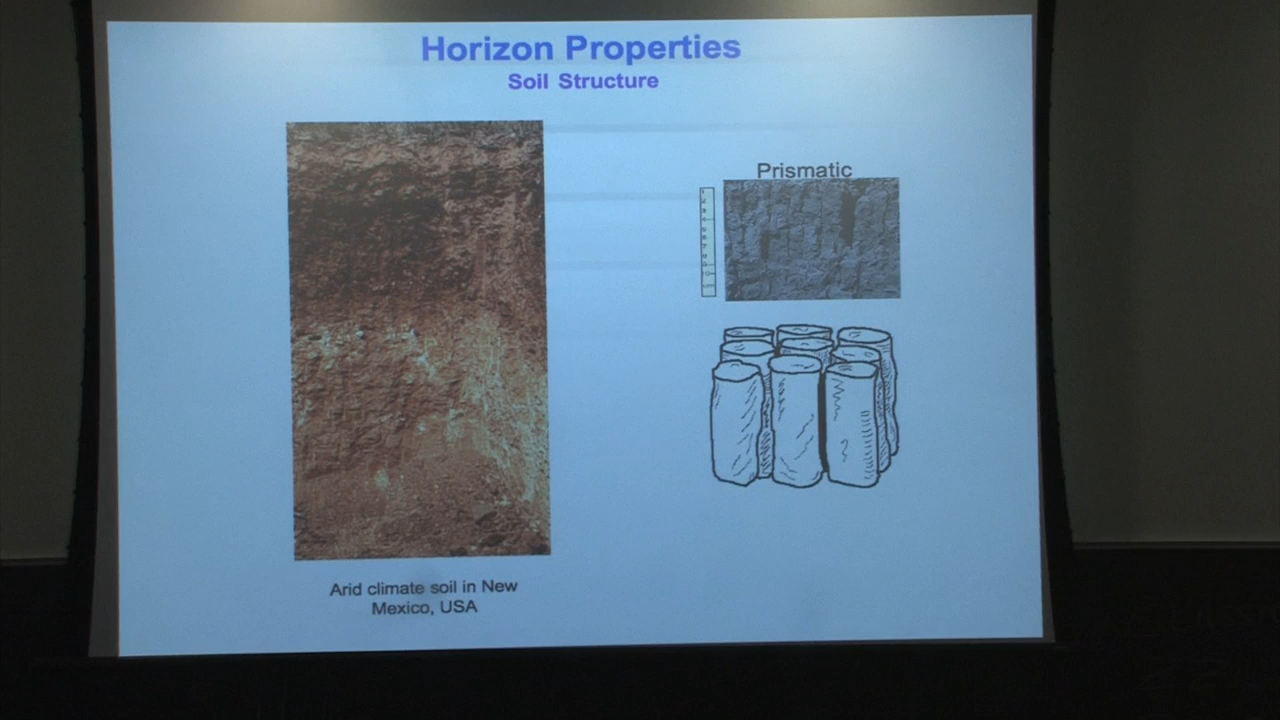 Horizon Properties
Soil Structure
Prismatic
Arid climate soil in New
Mexico, USA